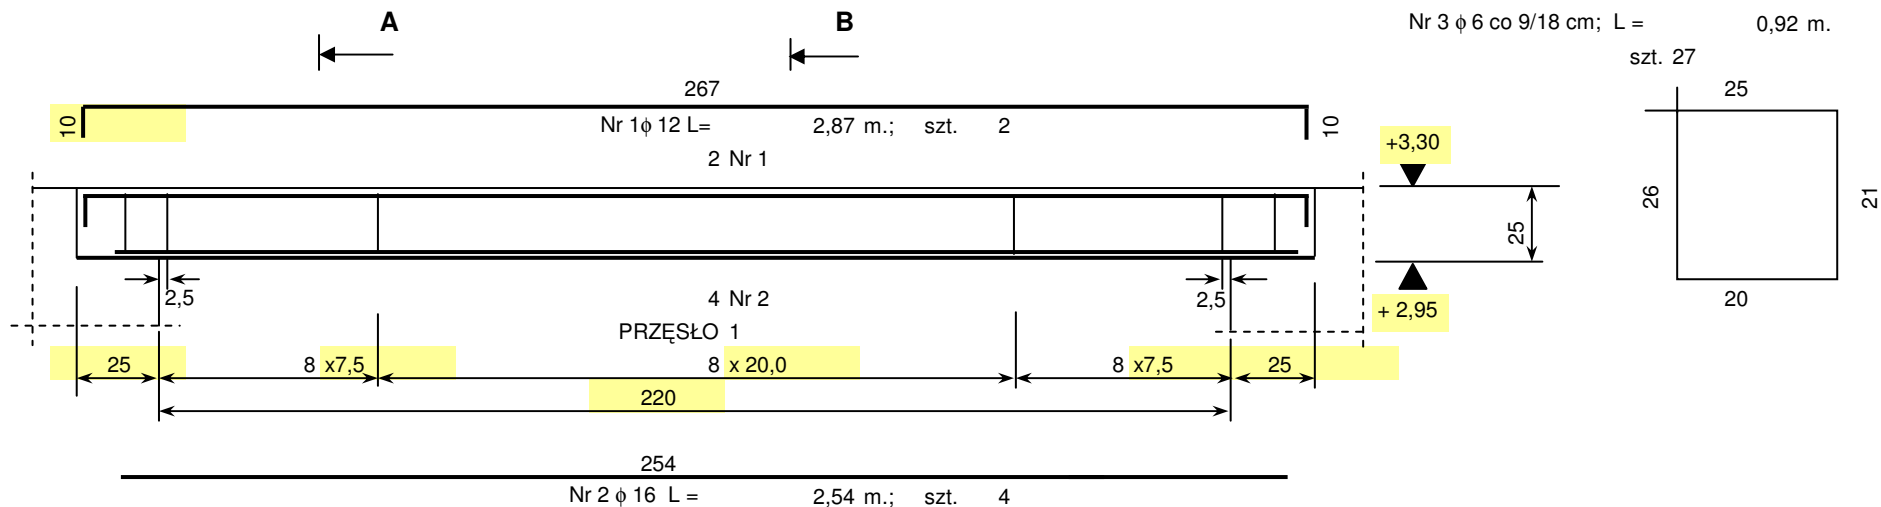 A B
Nr 3 ϕ 6 co 9/18 cm; L = 0,92 m.
szt. 27
267
25
10
Nr 1ϕ 12 L= 2,87 m.; szt. 2
10
+3,30
2 Nr 1
26
21
25
2,5
4 Nr 2
2,5
20
+ 2,95
PRZĘSŁO 1
25
8 x7,5
8 x 20,0
8 x7,5
25
220
254
Nr 2 ϕ 16 L = 2,54 m.; szt. 4